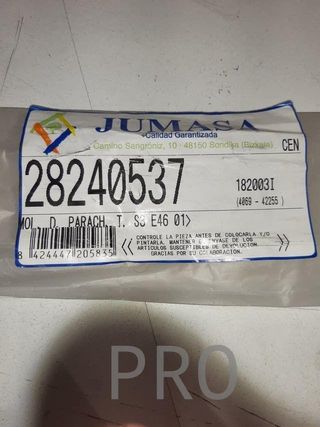 JUMASA
Calidad Garantizada
Camino Sangróniz, 10 · 48150 Sondika (Bizkaia)
CEN
28240537
182003I
(4069 - 42255 )
MOL. D. PARACH. T. S3 E46 01>
8 424447 205835
CONTROLE LA PIEZA ANTES DE COLOCARLA Y/O
PINTARLA. MANTENER EL ENVASE DE LOS
ARTICULOS SUSCEPTIBLES DE DEVOLUCION.
GRACIAS POR SU COLABORACION.
PRO